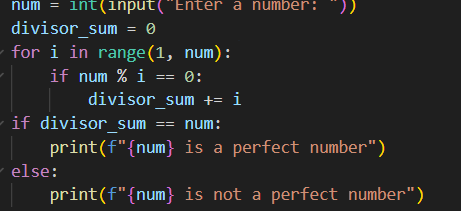 num = int(input("Enter a number: "))
divisor_sum = 0
for i in range(1, num):
    if num % i == 0:
        divisor_sum += i
if divisor_sum == num:
    print(f"{num} is a perfect number")
else:
    print(f"{num} is not a perfect number")